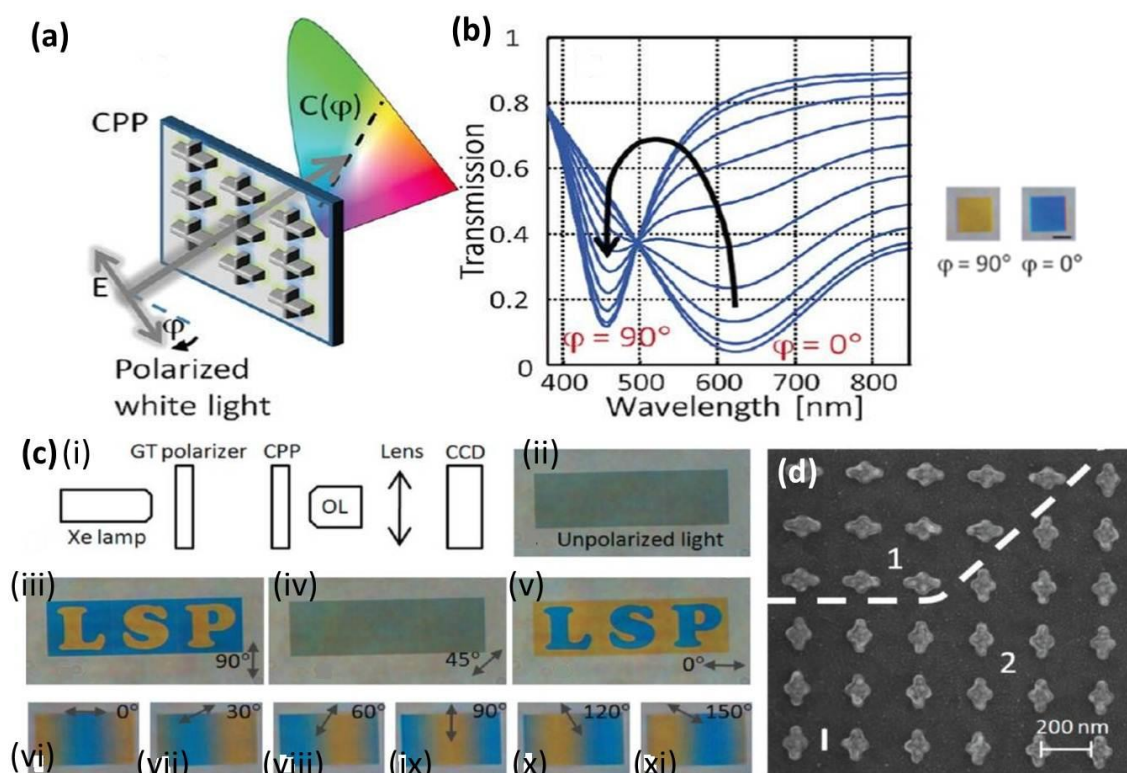 (a)
CPP
C(φ)
E
φ
Polarized
white light
(b)
1
0.8
0.6
0.4
0.2
0
Transmission
φ = 90°
φ = 0°
400 500 600 700 800
Wavelength [nm]
φ = 90° φ = 0°
(c) (i)
GT polarizer CPP Lens CCD
OL
Xe lamp
(ii)
Unpolarized light
(iii)
LSP
90°
(iv)
45°
(v)
LSP
0°
0° 30° 60° 90° 120° 150°
(vi) (vii) (viii) (ix) (x) (xi)
(d)
1
2
200 nm